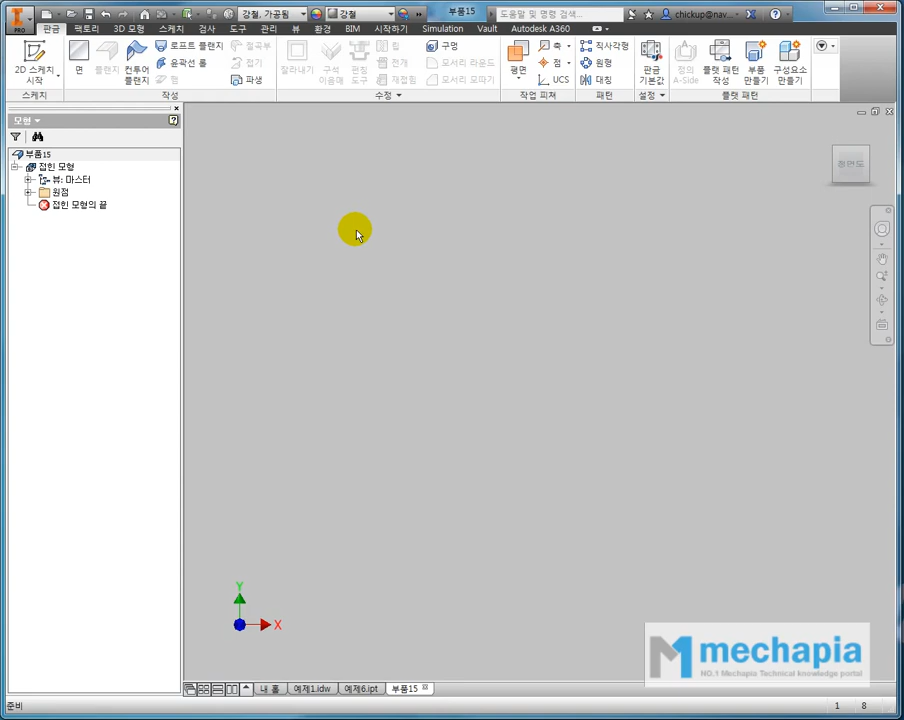 PRO
강철, 가공됨
강철
부품15
도움말 및 명령 검색...
chickup@nav...
판금 팩토리 3D 모형 스케치 검사 도구 관리 뷰 환경 BIM 시작하기 Simulation Vault Autodesk A360
2D 스케치 시작
면
플랜지
컨투어 플랜지
로프트 플랜지
윤곽선 롤
헴
절곡부
접기
파생
잘라내기
구석 이음매
펀칭 도구
립
전개
재접힘
구멍
모서리 라운드
모서리 모따기
평면
축
점
UCS
직사각형
원형
대칭
판금 기본값
정의 A-Side
플랫 패턴 작성
부품 만들기
구성요소 만들기
스케치 작성 수정 작업 피쳐 패턴 설정 플랫 패턴
모형
부품15
접힌 모형
뷰: 마스터
원점
접힌 모형의 끝
정면도
Y
X
mechapia
NO.1 Mechapia Technical knowledge portal
내 홈 예제1.idw 예제6.ipt 부품15
준비 1 8